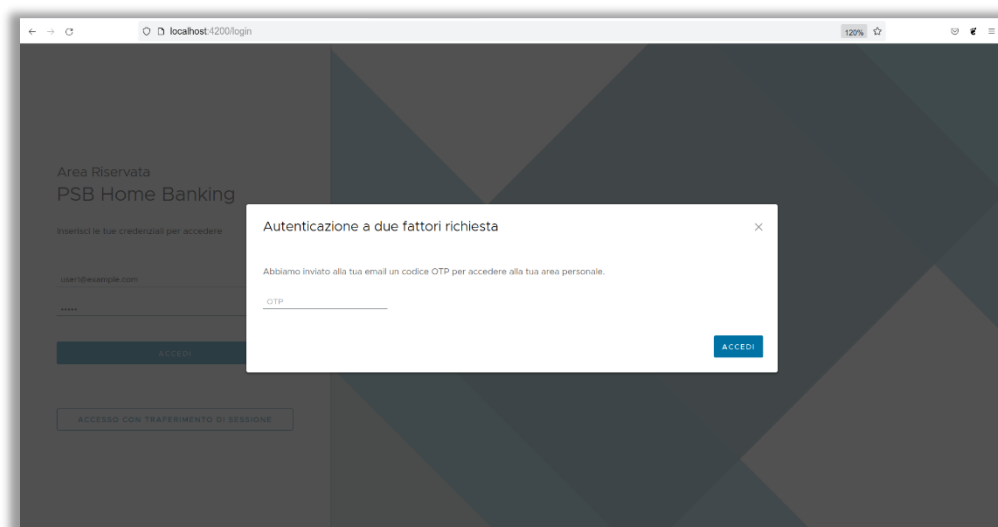 localhost:4200/login
120%
Area Riservata
PSB Home Banking
Inserisci le tue credenziali per accedere
user1@example.com
•••••
ACCEDI
ACCESSO CON TRAFERIMENTO DI SESSIONE
Autenticazione a due fattori richiesta
Abbiamo inviato alla tua email un codice OTP per accedere alla tua area personale.
OTP
ACCEDI